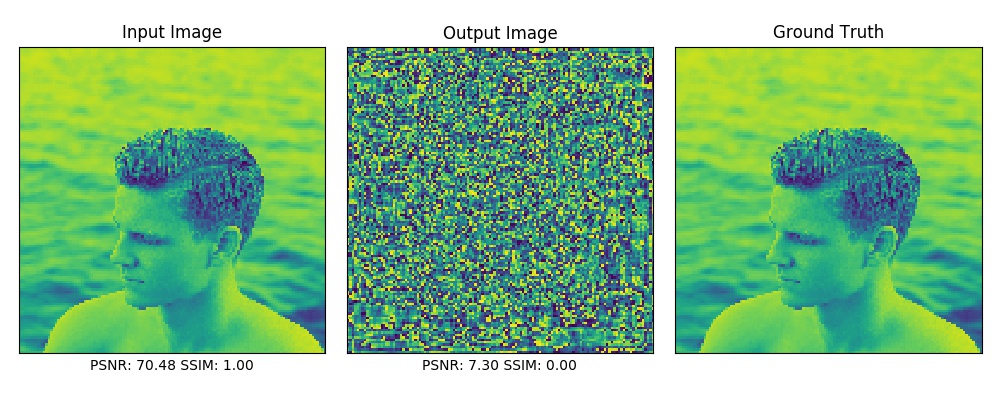 Input Image
Output Image
Ground Truth
PSNR: 70.48 SSIM: 1.00
PSNR: 7.30 SSIM: 0.00